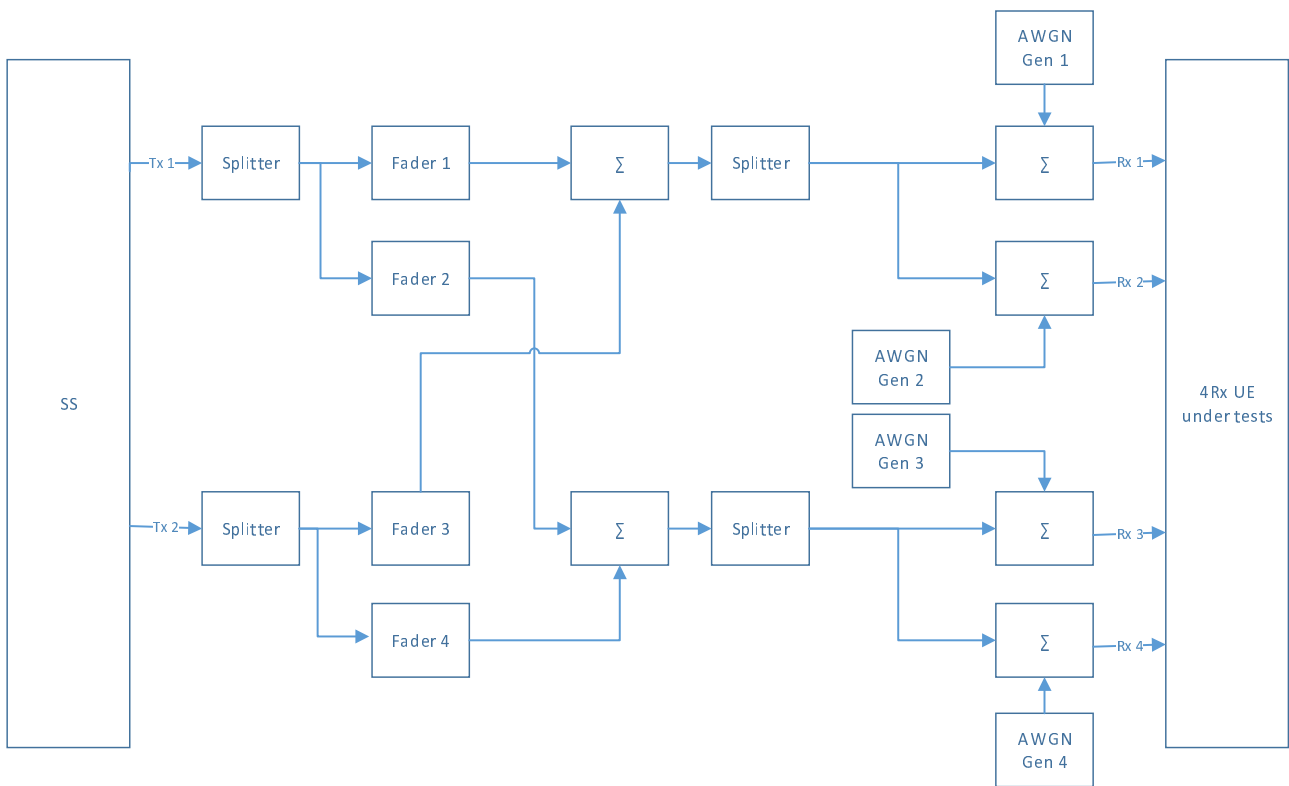 AWGN
Gen 1
Tx 1
Splitter
Fader 1
∑
Splitter
∑
Rx 1
Fader 2
∑
Rx 2
AWGN
Gen 2
SS
4Rx UE
under tests
AWGN
Gen 3
Tx 2
Splitter
Fader 3
∑
Splitter
∑
Rx 3
Fader 4
∑
Rx 4
AWGN
Gen 4